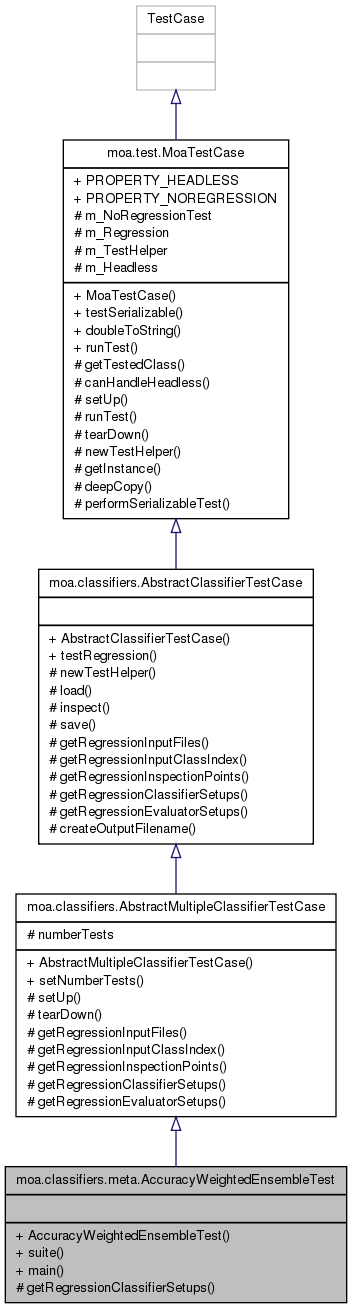 TestCase
moa.test.MoaTestCase
+ PROPERTY_HEADLESS
+ PROPERTY_NOREGRESSION
# m_NoRegressionTest
# m_Regression
# m_TestHelper
# m_Headless
+ MoaTestCase()
+ testSerializable()
+ doubleToString()
+ runTest()
# getTestedClass()
# canHandleHeadless()
# setUp()
# runTest()
# tearDown()
# newTestHelper()
# getInstance()
# deepCopy()
# performSerializableTest()
moa.classifiers.AbstractClassifierTestCase
+ AbstractClassifierTestCase()
+ testRegression()
# newTestHelper()
# load()
# inspect()
# save()
# getRegressionInputFiles()
# getRegressionInputClassIndex()
# getRegressionInspectionPoints()
# getRegressionClassifierSetups()
# getRegressionEvaluatorSetups()
# createOutputFilename()
moa.classifiers.AbstractMultipleClassifierTestCase
# numberTests
+ AbstractMultipleClassifierTestCase()
+ setNumberTests()
# setUp()
# tearDown()
# getRegressionInputFiles()
# getRegressionInputClassIndex()
# getRegressionInspectionPoints()
# getRegressionClassifierSetups()
# getRegressionEvaluatorSetups()
moa.classifiers.meta.AccuracyWeightedEnsembleTest
+ AccuracyWeightedEnsembleTest()
+ suite()
+ main()
# getRegressionClassifierSetups()